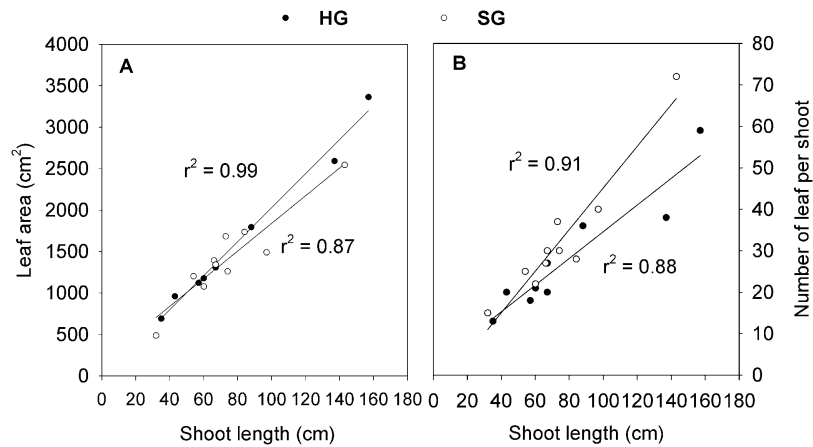 HG SG
A
B
4000
3500
3000
2500
2000
1500
1000
500
0
Leaf area (cm²)
r² = 0.99
r² = 0.87
0 20 40 60 80 100 120 140 160 180
Shoot length (cm)
r² = 0.91
r² = 0.88
80
70
60
50
40
30
20
10
0
Number of leaf per shoot
0 20 40 60 80 100 120 140 160 180
Shoot length (cm)